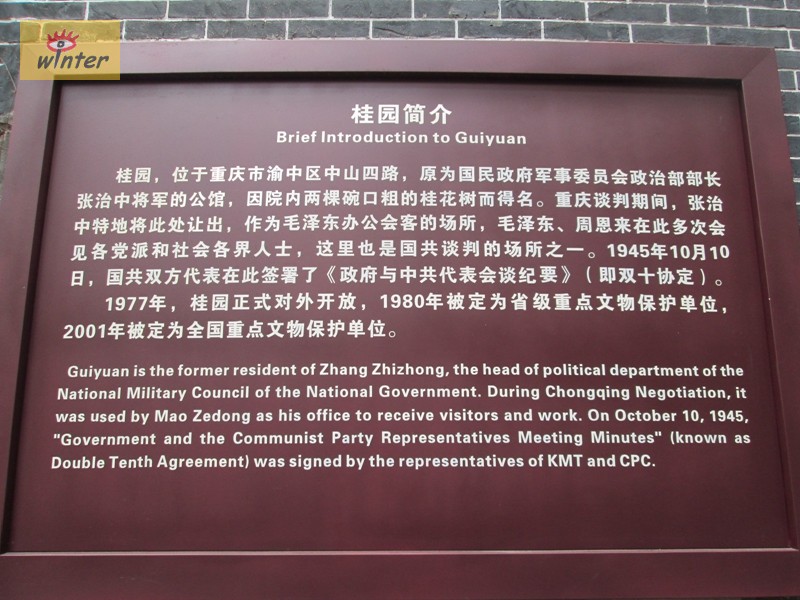 winter
桂园简介
Brief Introduction to Guiyuan
桂园，位于重庆市渝中区中山四路，原为国民政府军事委员会政治部部长
张治中将军的公馆，因院内两棵碗口粗的桂花树而得名。重庆谈判期间，张治
中特地将此处让出，作为毛泽东办公会客的场所，毛泽东、周恩来在此多次会
见各党派和社会各界人士，这里也是国共谈判的场所之一。1945年10月10
日，国共双方代表在此签署了《政府与中共代表会谈纪要》（即双十协定）。
1977年，桂园正式对外开放，1980年被定为省级重点文物保护单位，
2001年被定为全国重点文物保护单位。
Guiyuan is the former resident of Zhang Zhizhong, the head of political department of the
National Military Council of the National Government. During Chongqing Negotiation, it
was used by Mao Zedong as his office to receive visitors and work. On October 10, 1945,
"Government and the Communist Party Representatives Meeting Minutes" (known as
Double Tenth Agreement) was signed by the representatives of KMT and CPC.